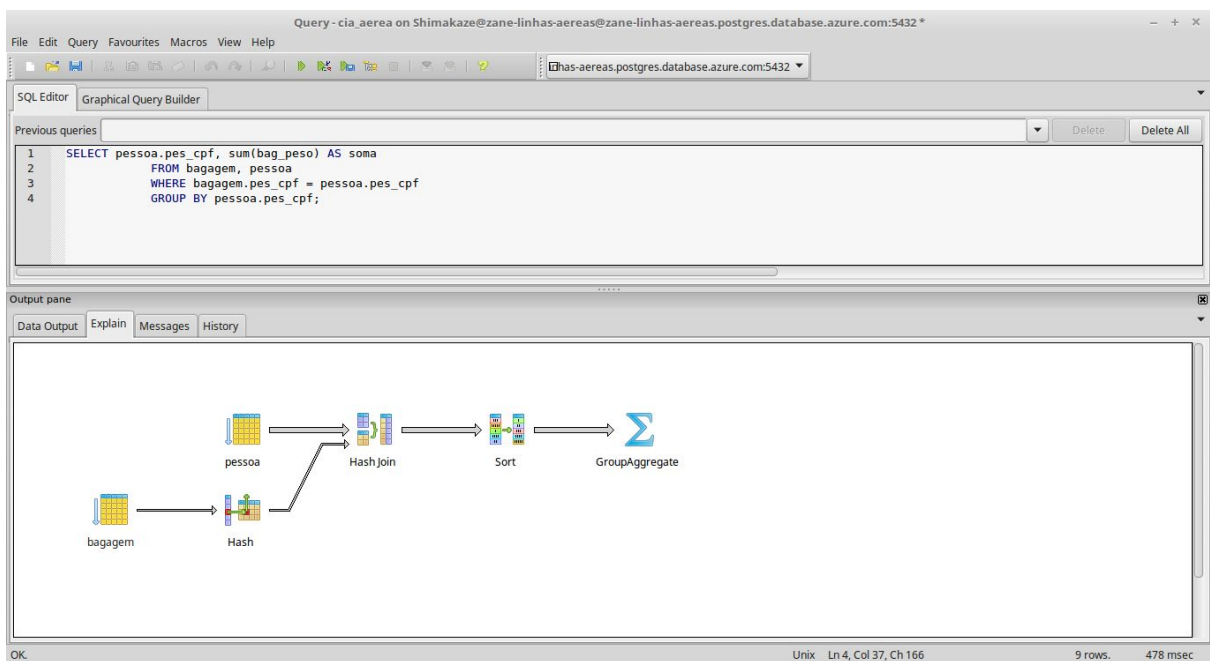 Query - cia_aerea on Shimakaze@zane-linhas-aereas@zane-linhas-aereas.postgres.database.azure.com:5432 *
File Edit Query Favourites Macros View Help
has-aereas.postgres.database.azure.com:5432
SQL Editor Graphical Query Builder
Previous queries Delete Delete All
1 SELECT pessoa.pes_cpf, sum(bag_peso) AS soma
2 FROM bagagem, pessoa
3 WHERE bagagem.pes_cpf = pessoa.pes_cpf
4 GROUP BY pessoa.pes_cpf;
Output pane
Data Output Explain Messages History
pessoa Hash Join Sort GroupAggregate
bagagem Hash
OK. Unix Ln 4, Col 37, Ch 166 9 rows. 478 msec